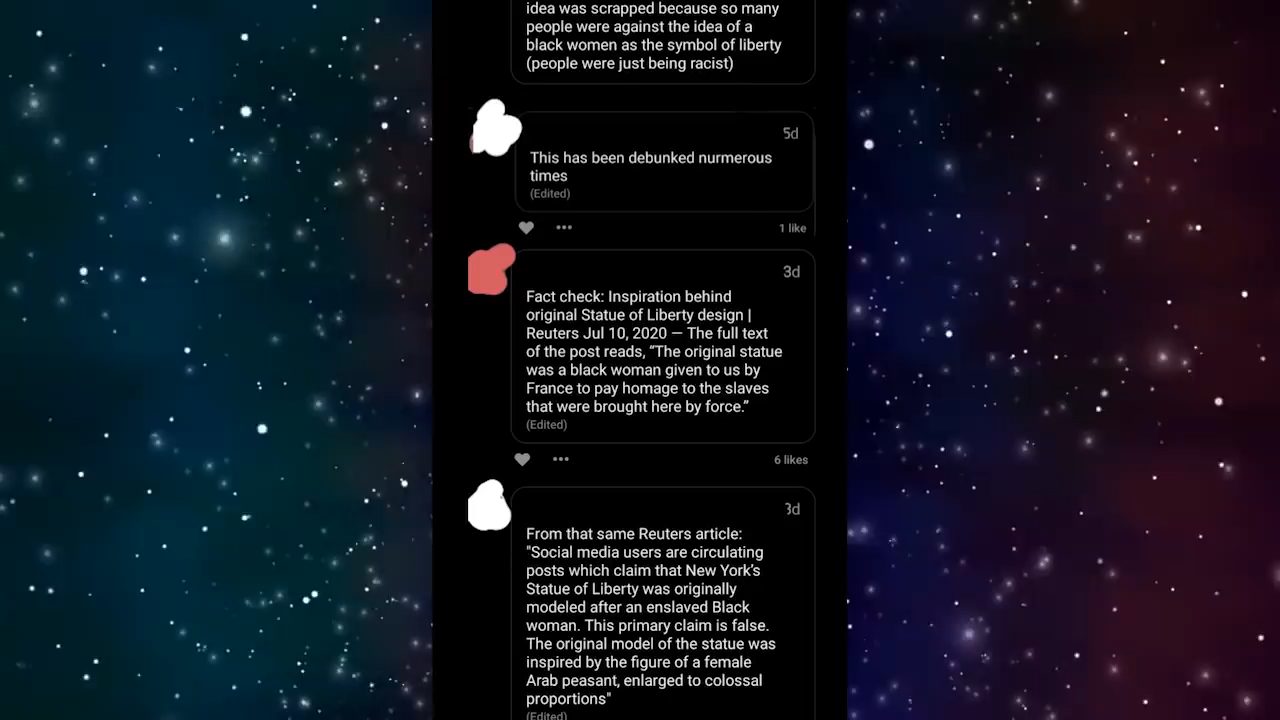 idea was scrapped because so many
people were against the idea of a
black women as the symbol of liberty
(people were just being racist)
5d
This has been debunked nurmerous
times
(Edited)
1 like
3d
Fact check: Inspiration behind
original Statue of Liberty design |
Reuters Jul 10, 2020 — The full text
of the post reads, “The original statue
was a black woman given to us by
France to pay homage to the slaves
that were brought here by force.”
(Edited)
6 likes
3d
From that same Reuters article:
"Social media users are circulating
posts which claim that New York’s
Statue of Liberty was originally
modeled after an enslaved Black
woman. This primary claim is false.
The original model of the statue was
inspired by the figure of a female
Arab peasant, enlarged to colossal
proportions"
(Edited)